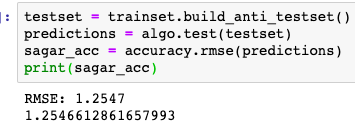 ]: testset = trainset.build_anti_testset()
predictions = algo.test(testset)
sagar_acc = accuracy.rmse(predictions)
print(sagar_acc)
RMSE: 1.2547
1.2546612861657993